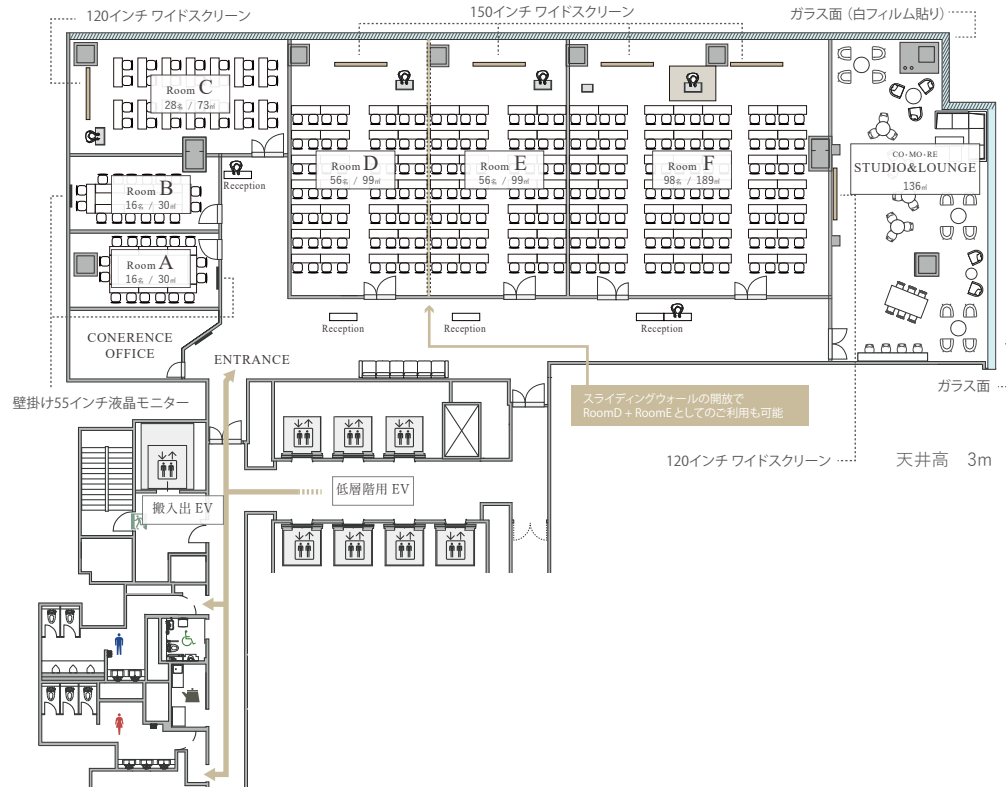 120インチ ワイドスクリーン
150インチ ワイドスクリーン
ガラス面（白フィルム貼り）
Room C
28名 / 73㎡
Room B
16名 / 30㎡
Reception
Room A
16名 / 30㎡
Room D
56名 / 99㎡
Room E
56名 / 99㎡
Room F
98名 / 189㎡
CO・MO・RE
STUDIO&LOUNGE
136㎡
Reception
Reception
Reception
CONERENCE
OFFICE
ENTRANCE
壁掛け55インチ液晶モニター
スライディングウォールの開放で
RoomD + RoomE としてのご利用も可能
ガラス面
120インチ ワイドスクリーン
天井高　3m
低層階用 EV
搬入出 EV